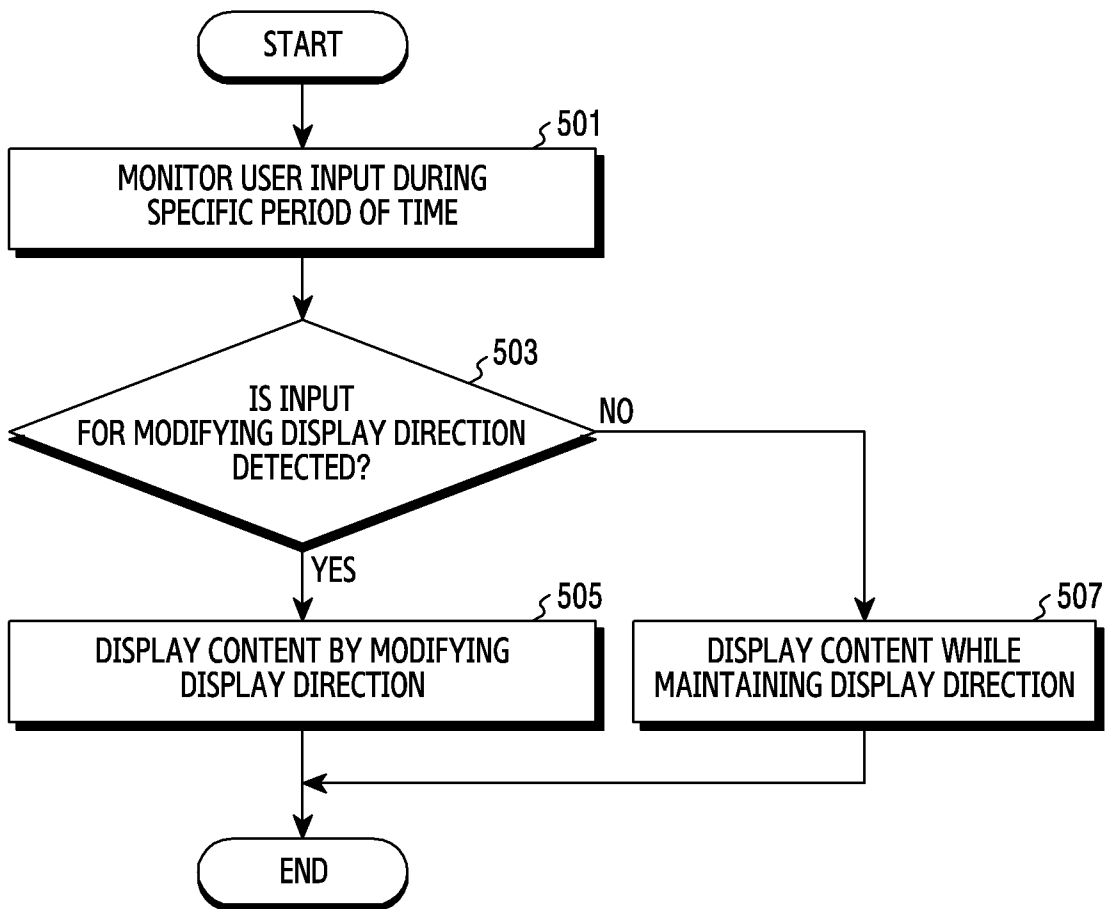 START
501
MONITOR USER INPUT DURING
SPECIFIC PERIOD OF TIME
503
IS INPUT
FOR MODIFYING DISPLAY DIRECTION
DETECTED?
NO
YES
505
DISPLAY CONTENT BY MODIFYING
DISPLAY DIRECTION
507
DISPLAY CONTENT WHILE
MAINTAINING DISPLAY DIRECTION
END